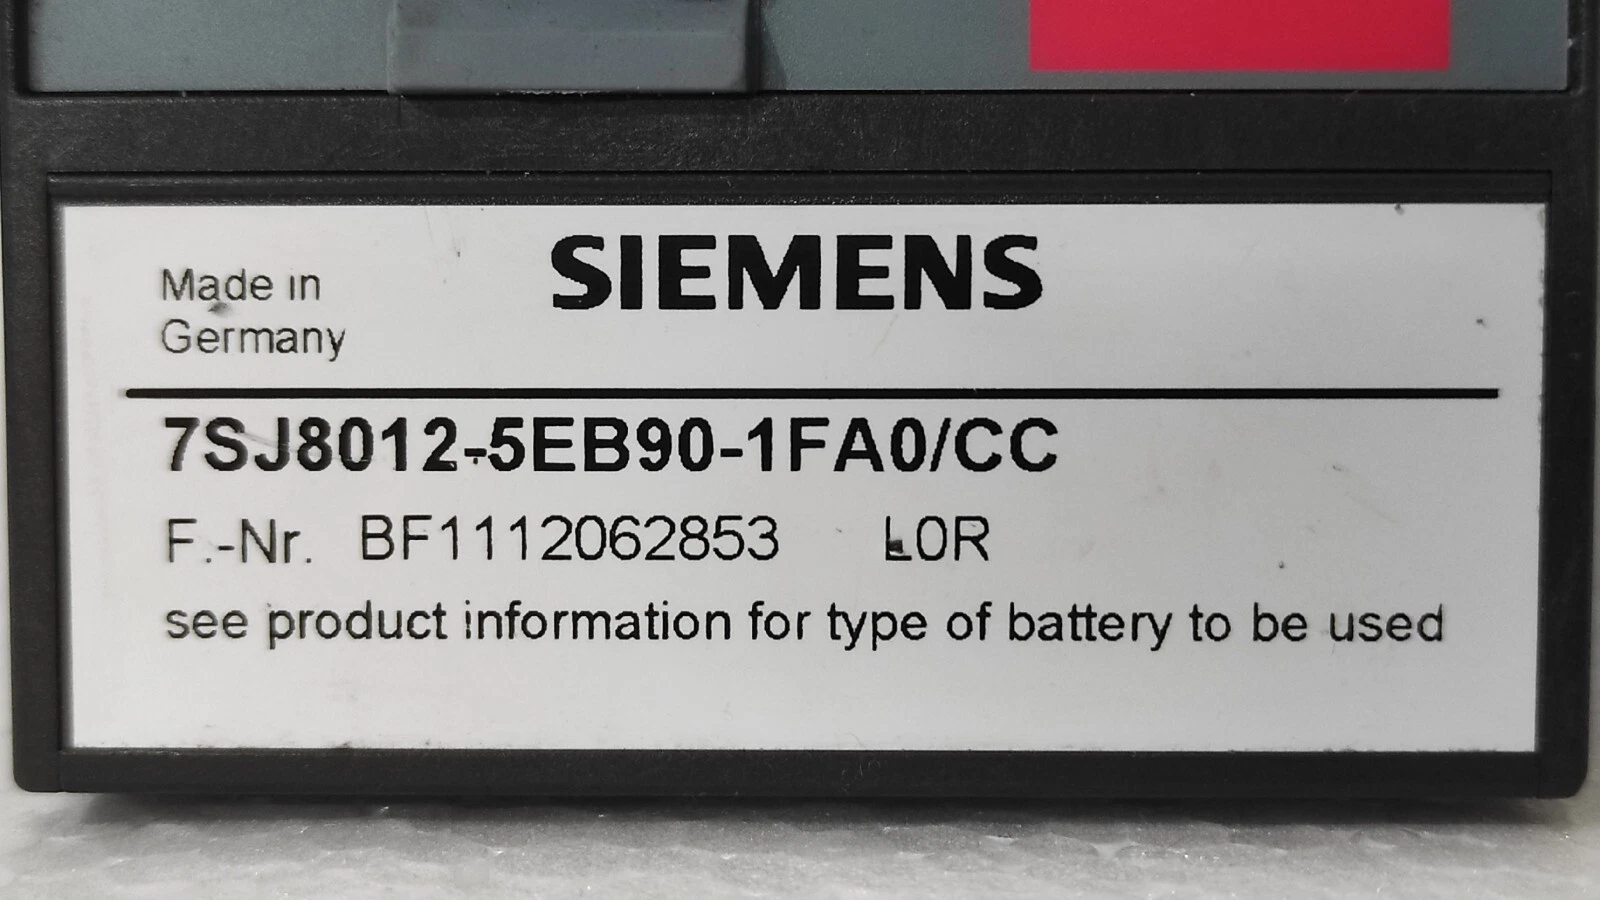 Made in
Germany
SIEMENS
7SJ8012-5EB90-1FA0/CC
F.-Nr. BF1112062853 L0R
see product information for type of battery to be used